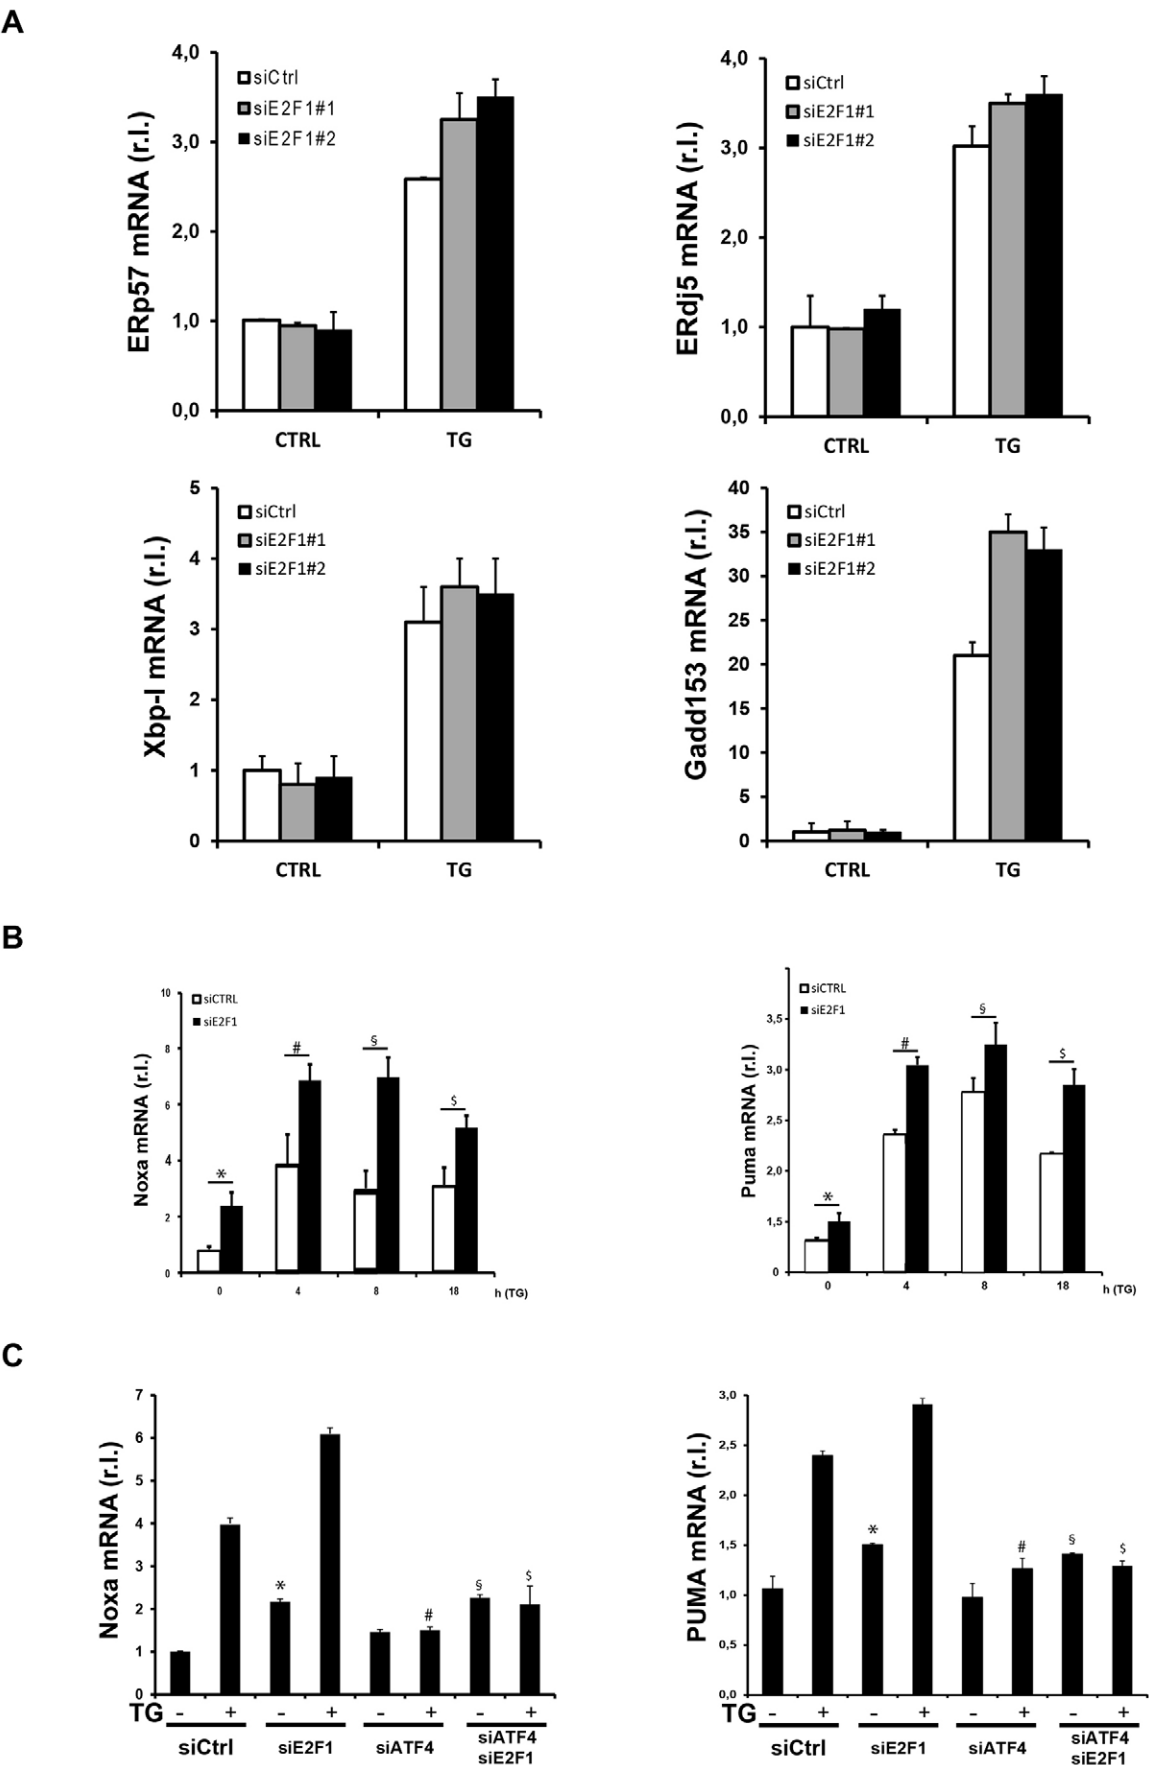 A
ERp57 mRNA (r.l.)
4,0
3,0
2,0
1,0
0,0
siCtrl
siE2F1#1
siE2F1#2
CTRL TG
ERdj5 mRNA (r.l.)
4,0
3,0
2,0
1,0
0,0
siCtrl
siE2F1#1
siE2F1#2
CTRL TG
Xbp-I mRNA (r.l.)
5
4
3
2
1
0
siCtrl
siE2F1#1
siE2F1#2
CTRL TG
Gadd153 mRNA (r.l.)
40
35
30
25
20
15
10
5
0
siCtrl
siE2F1#1
siE2F1#2
CTRL TG
B
Noxa mRNA (r.l.)
10
8
6
4
2
0
siCTRL
siE2F1
* # § $
0 4 8 18 h (TG)
Puma mRNA (r.l.)
3,5
3,0
2,5
2,0
1,5
0
siCTRL
siE2F1
* # § $
0 4 8 18 h (TG)
C
Noxa mRNA (r.l.)
7
6
5
4
3
2
1
0
* # § $
TG - + - + - + - +
siCtrl siE2F1 siATF4 siATF4
siE2F1
PUMA mRNA (r.l.)
3,0
2,5
2,0
1,5
1,0
0,5
0,0
* # § $
TG - + - + - + - +
siCtrl siE2F1 siATF4 siATF4
siE2F1